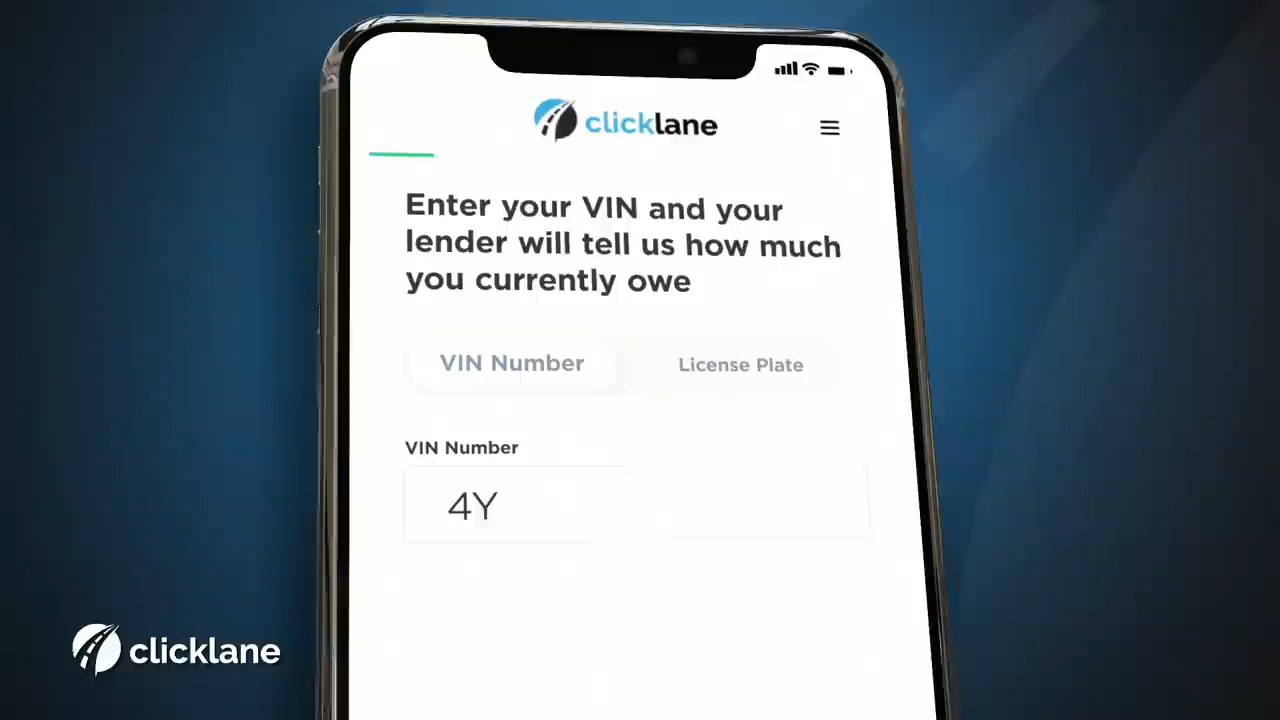 clicklane
Enter your VIN and your
lender will tell us how much
you currently owe
VIN Number
License Plate
VIN Number
4Y
clicklane